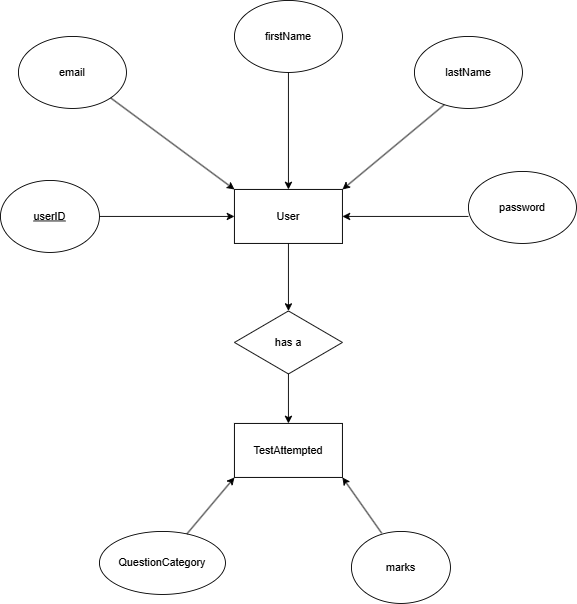 firstName
email
lastName
userID
User
password
has a
TestAttempted
QuestionCategory
marks